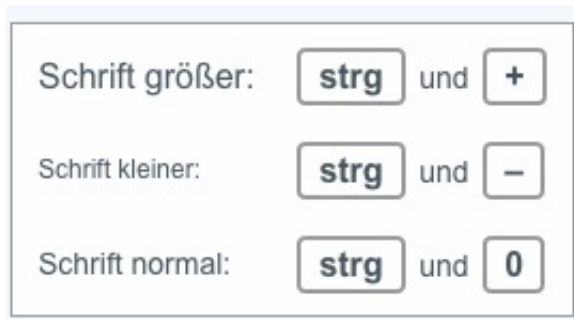 Schrift größer: strg und +
Schrift kleiner: strg und –
Schrift normal: strg und 0